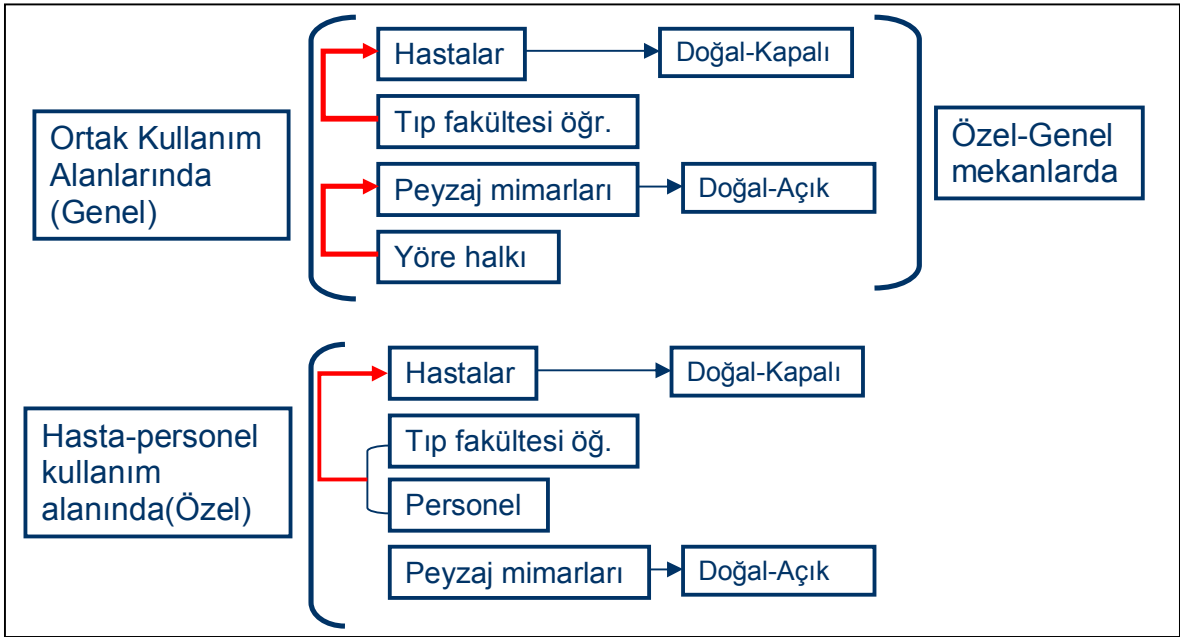 Ortak Kullanım
Alanlarında
(Genel)
Hastalar
Doğal-Kapalı
Tıp fakültesi öğr.
Peyzaj mimarları
Doğal-Açık
Yöre halkı
Özel-Genel
mekanlarda
Hasta-personel
kullanım
alanında(Özel)
Hastalar
Doğal-Kapalı
Tıp fakültesi öğ.
Personel
Peyzaj mimarları
Doğal-Açık